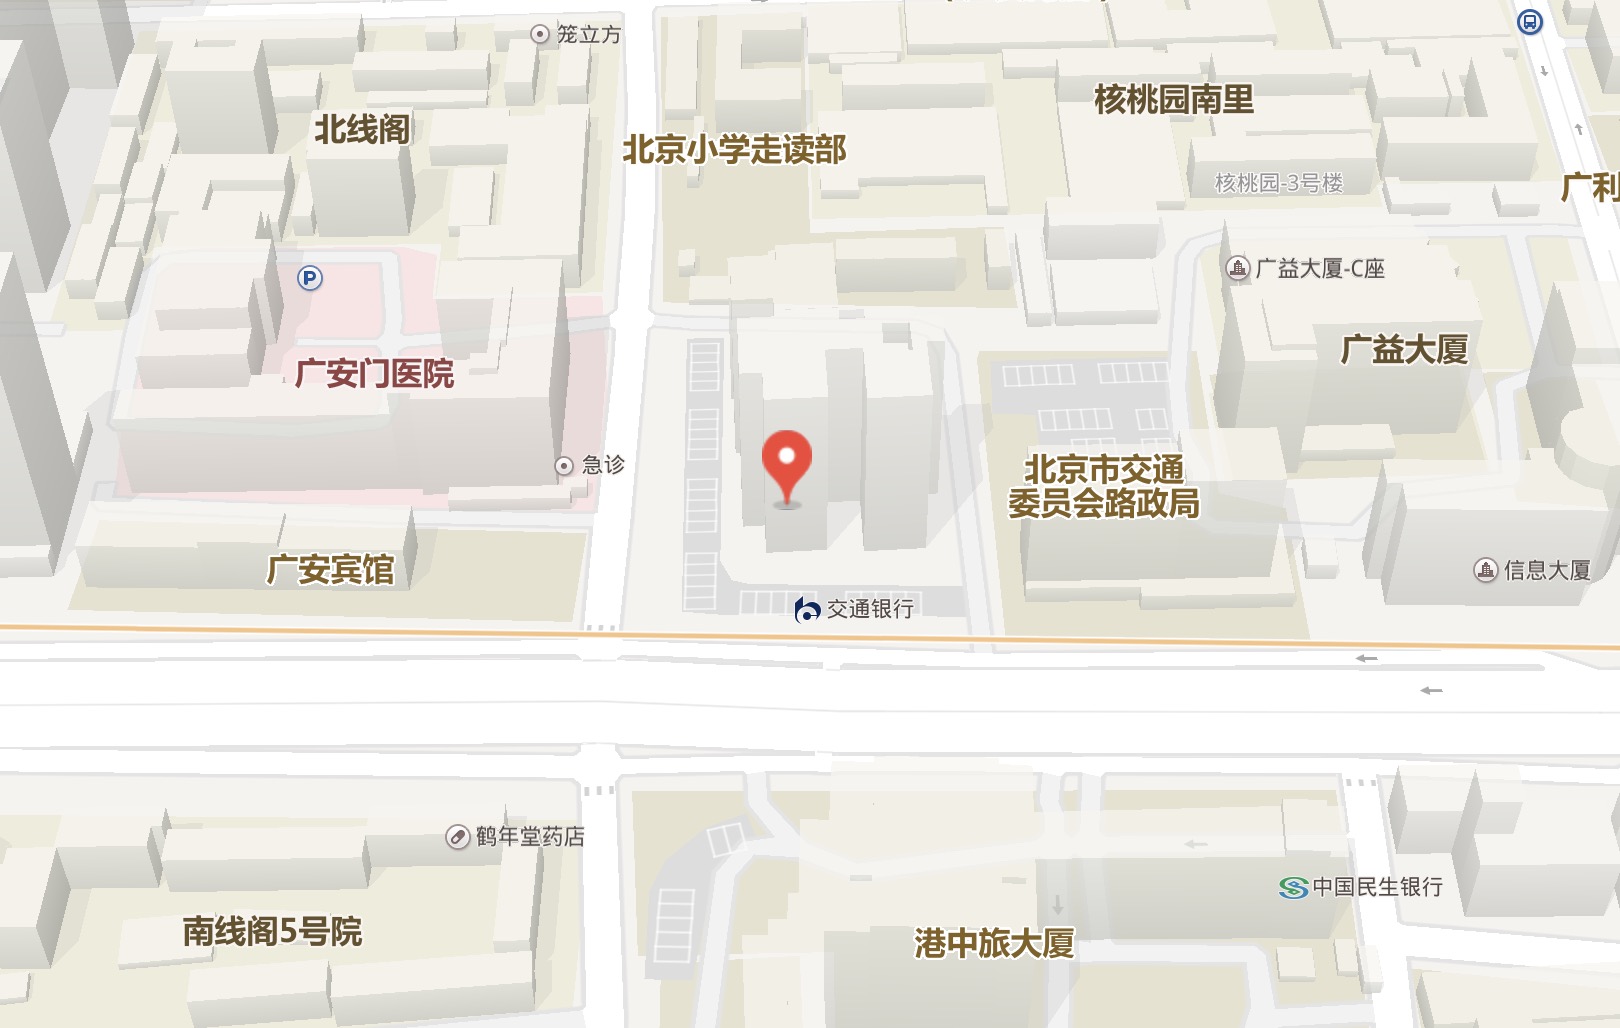 笼立方
核桃园南里
北线阁
北京小学走读部
核桃园-3号楼
广利
广益大厦-C座
P
广益大厦
广安门医院
急诊
北京市交通
委员会路政局
广安宾馆
信息大厦
交通银行
鹤年堂药店
中国民生银行
南线阁5号院
港中旅大厦